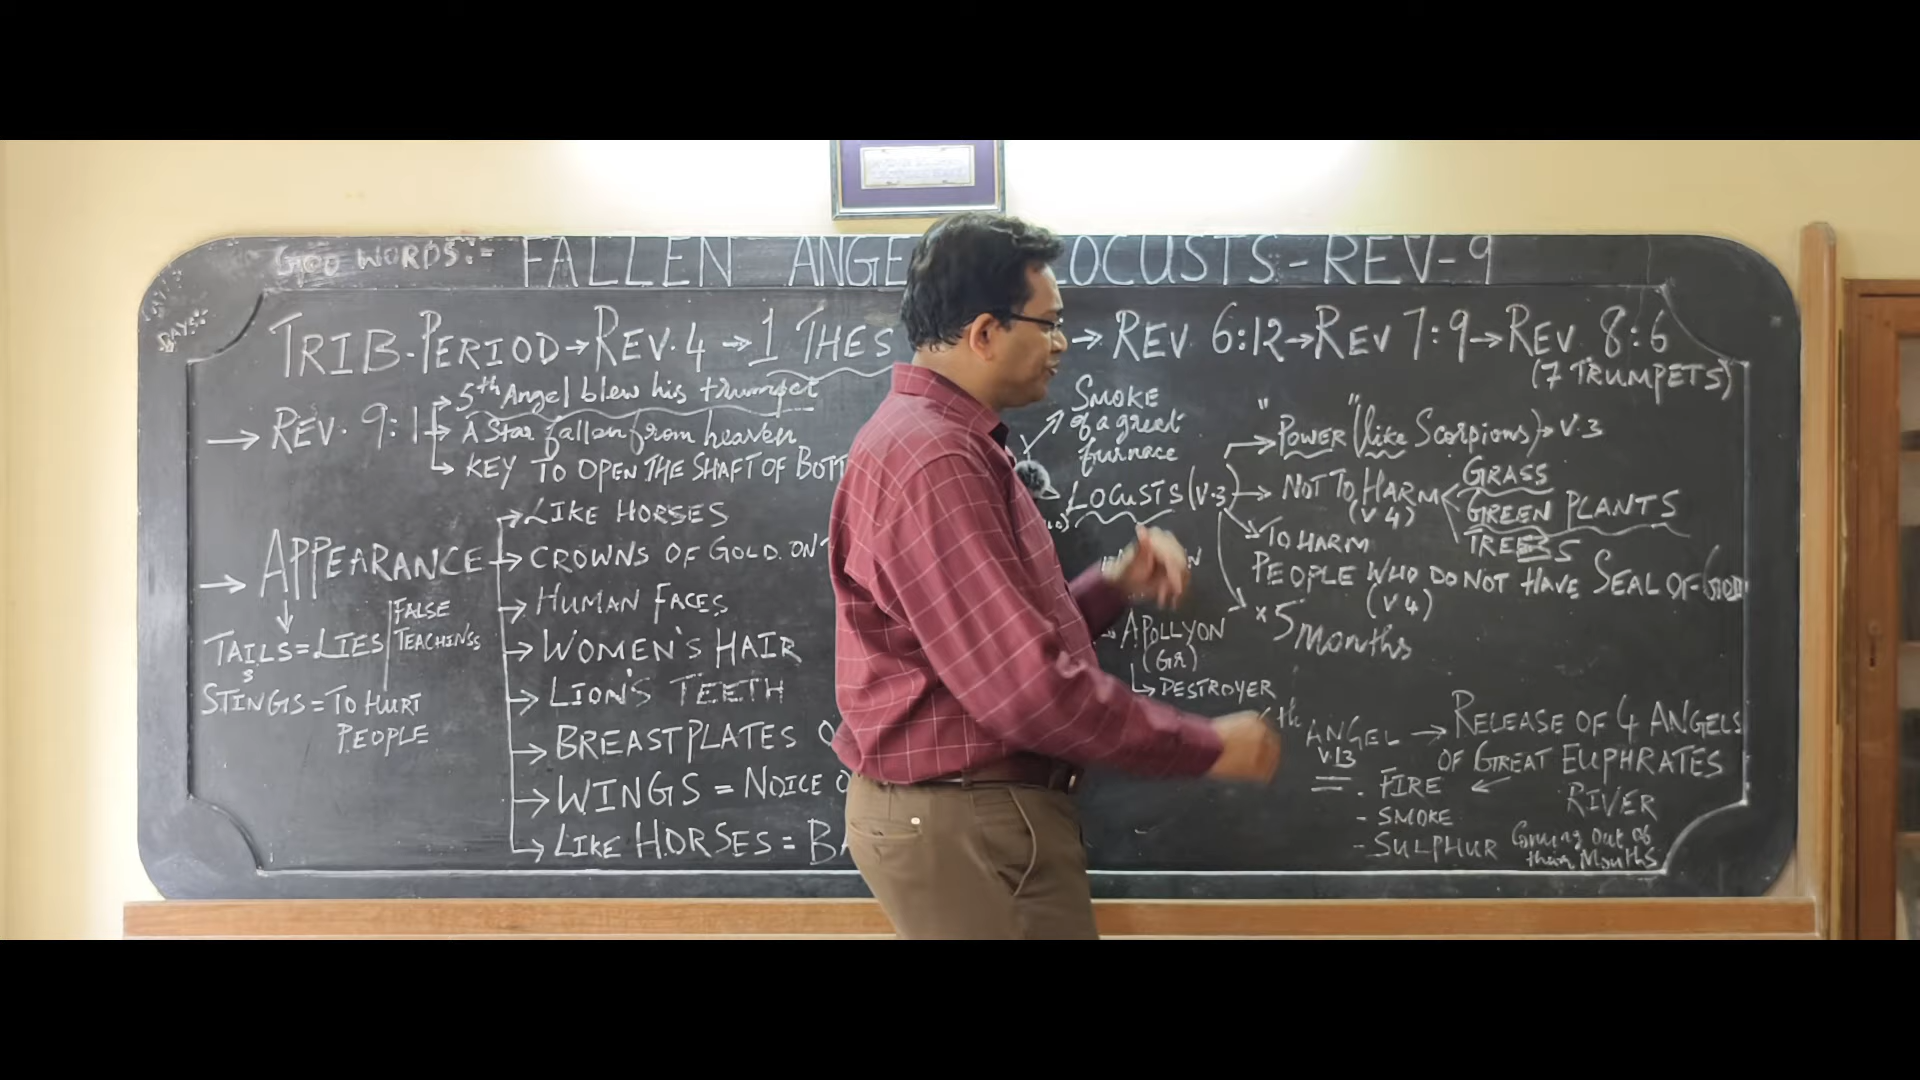 GOOD WORDS:- FALLEN ANGE LOCUSTS-REV-9
DAYS:-
TRIB.PERIOD→REV.4→1 THES →REV 6:12→REV 7:9→REV 8:6
(7 TRUMPETS)
→ REV. 9:1
→ 5th Angel blew his trumpet
→ A Star fallen from heaven
→ KEY TO OPEN THE SHAFT OF BOTT
SMOKE
of a great
furnace
LOCUSTS (V.3)
→ "POWER" (like Scorpions)→ V.3
→ NOT TO HARM
(V 4)
GRASS
GREEN PLANTS
TREES
→ TO HARM
PEOPLE WHO DO NOT HAVE SEAL OF GOD
(V 4)
* 5 Months
→ APPEARANCE
→ LIKE HORSES
→ CROWNS OF GOLD. ON
→ HUMAN FACES
→ WOMEN'S HAIR
→ LION'S TEETH
→ BREASTPLATES O
→ WINGS = NOICE O
→ LIKE HORSES = BA
TAILS = LIES
FALSE
TEACHINSS
STINGS = TO HURT
PEOPLE
APOLLYON
(Gr)
→ DESTROYER
th ANGEL → RELEASE OF 4 ANGELS
V.13
OF GREAT EUPHRATES
RIVER
. FIRE ←
- SMOKE
- SULPHUR Coming Out of
their Mouths